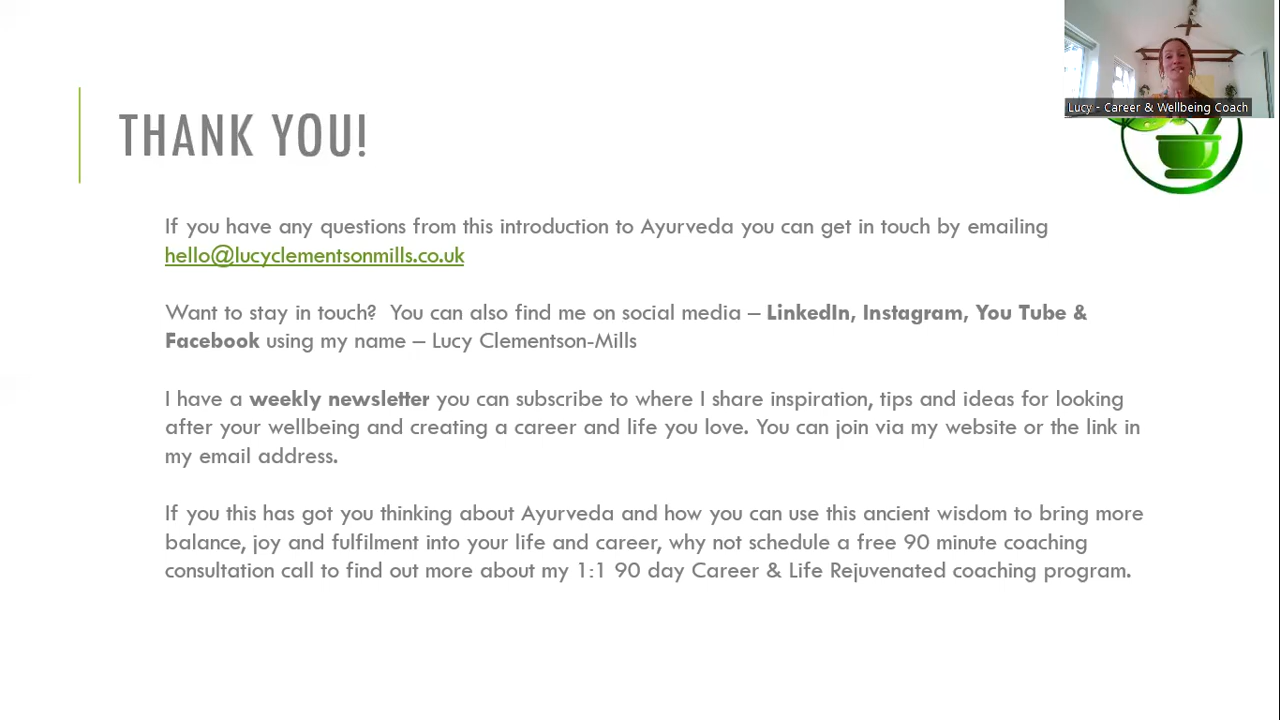 Lucy - Career & Wellbeing Coach
THANK YOU!
If you have any questions from this introduction to Ayurveda you can get in touch by emailing
hello@lucyclementsonmills.co.uk
Want to stay in touch?  You can also find me on social media – LinkedIn, Instagram, You Tube &
Facebook using my name – Lucy Clementson-Mills
I have a weekly newsletter you can subscribe to where I share inspiration, tips and ideas for looking
after your wellbeing and creating a career and life you love. You can join via my website or the link in
my email address.
If you this has got you thinking about Ayurveda and how you can use this ancient wisdom to bring more
balance, joy and fulfilment into your life and career, why not schedule a free 90 minute coaching
consultation call to find out more about my 1:1 90 day Career & Life Rejuvenated coaching program.